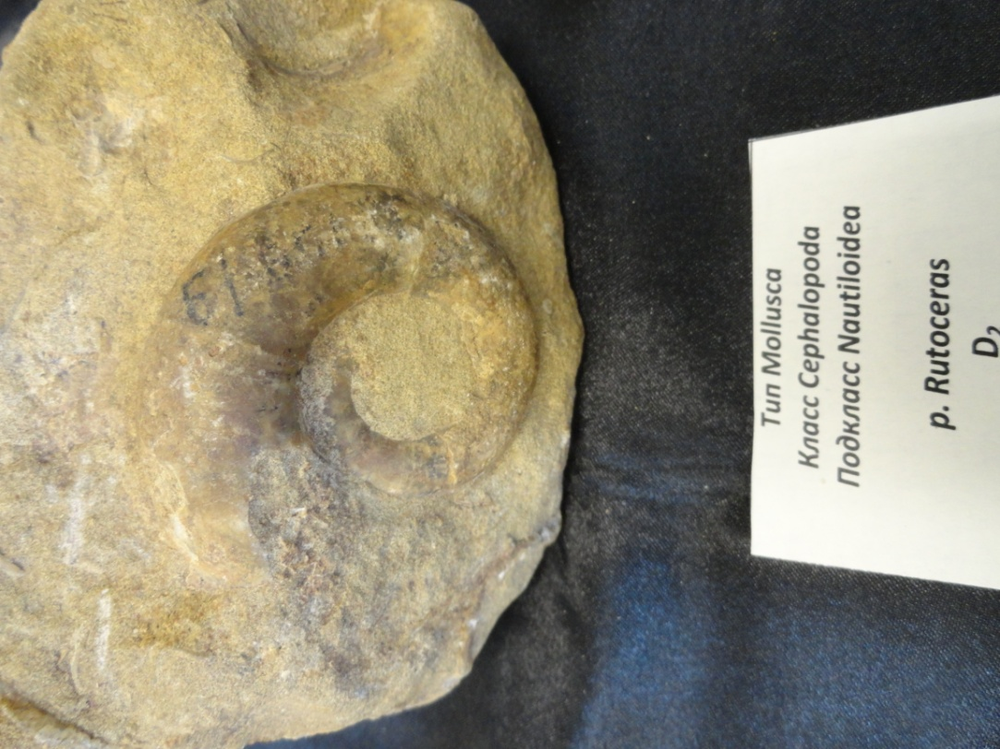 Тип Mollusca
Класс Cephalopoda
Подкласс Nautiloidea
р. Rutoceras
D₂